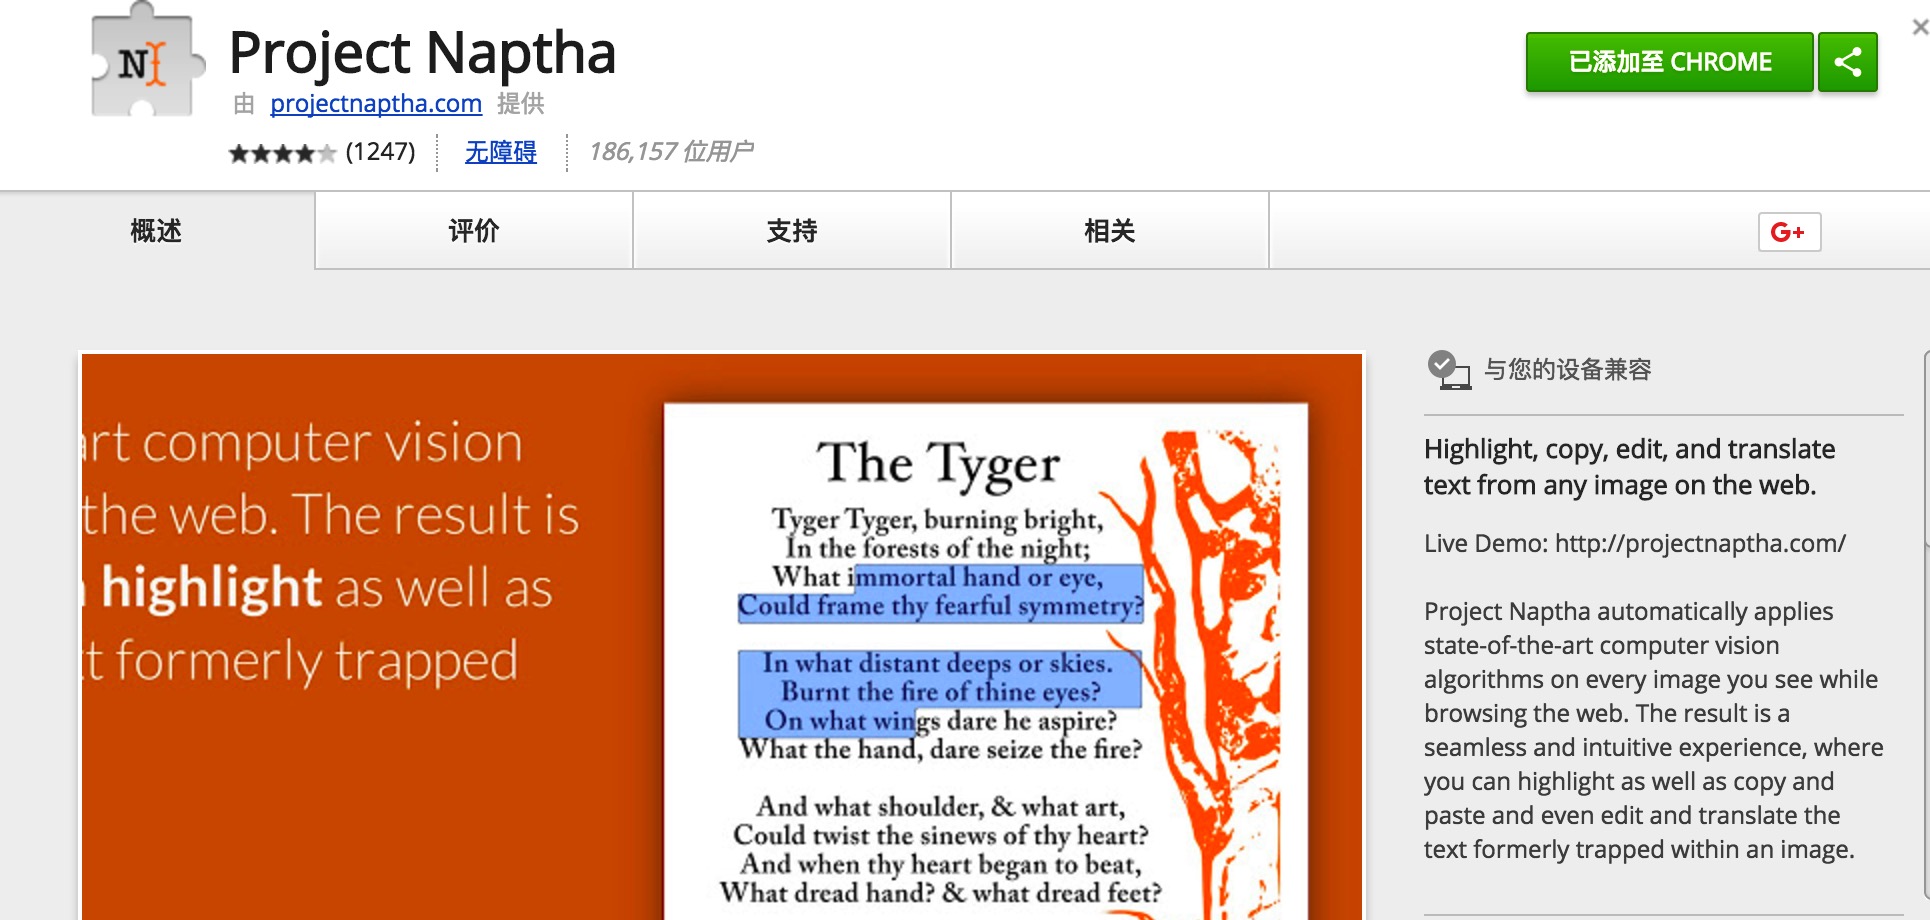 N
Project Naptha
由 projectnaptha.com 提供
(1247) 无障碍 186,157 位用户
已添加至 CHROME
概述 评价 支持 相关 G+
art computer vision
the web. The result is
highlight as well as
t formerly trapped
The Tyger
Tyger Tyger, burning bright,
In the forests of the night;
What immortal hand or eye,
Could frame thy fearful symmetry?
In what distant deeps or skies.
Burnt the fire of thine eyes?
On what wings dare he aspire?
What the hand, dare seize the fire?
And what shoulder, & what art,
Could twist the sinews of thy heart?
And when thy heart began to beat,
What dread hand? & what dread feet?
与您的设备兼容
Highlight, copy, edit, and translate
text from any image on the web.
Live Demo: http://projectnaptha.com/
Project Naptha automatically applies
state-of-the-art computer vision
algorithms on every image you see while
browsing the web. The result is a
seamless and intuitive experience, where
you can highlight as well as copy and
paste and even edit and translate the
text formerly trapped within an image.